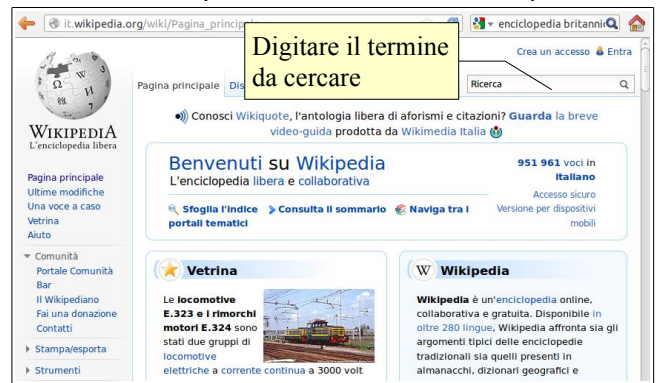 it.wikipedia.org/wiki/Pagina_princip
enciclopedia britanni
Digitare il termine
da cercare
Crea un accesso Entra
Pagina principale Dis
Ricerca
WIKIPEDIA
L'enciclopedia libera
Conosci Wikiquote, l'antologia libera di aforismi e citazioni? Guarda la breve
video-guida prodotta da Wikimedia Italia
Benvenuti su Wikipedia
L'enciclopedia libera e collaborativa
Sfoglia l'indice Consulta il sommario Naviga tra i
portali tematici
951 961 voci in
italiano
Accesso sicuro
Versione per dispositivi
mobili
Pagina principale
Ultime modifiche
Una voce a caso
Vetrina
Aiuto
Comunità
Portale Comunità
Bar
Il Wikipediano
Fai una donazione
Contatti
Stampa/esporta
Strumenti
Vetrina
Le locomotive
E.323 e i rimorchi
motori E.324 sono
stati due gruppi di
locomotive
elettriche a corrente continua a 3000 volt
W Wikipedia
Wikipedia è un'enciclopedia online,
collaborativa e gratuita. Disponibile in
oltre 280 lingue, Wikipedia affronta sia gli
argomenti tipici delle enciclopedie
tradizionali sia quelli presenti in
almanacchi, dizionari geografici e